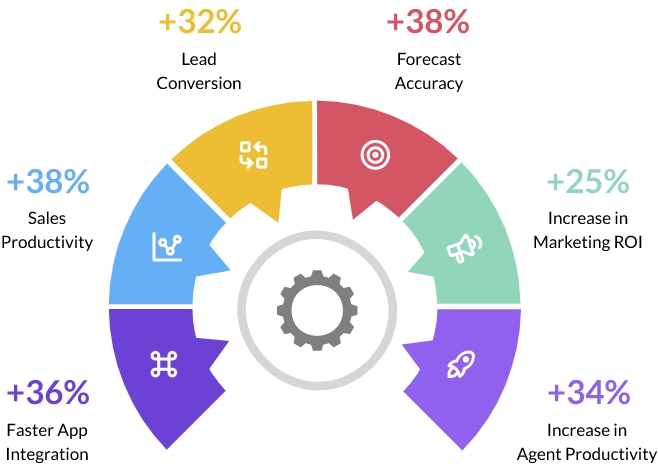 +32%
Lead
Conversion
+38%
Forecast
Accuracy
+38%
Sales
Productivity
+25%
Increase in
Marketing ROI
+36%
Faster App
Integration
+34%
Increase in
Agent Productivity